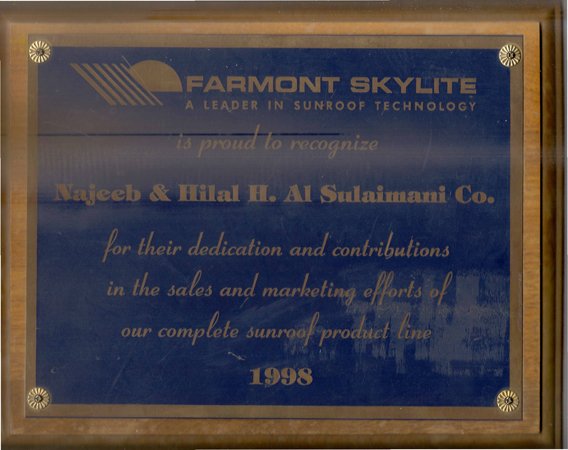 FARMONT SKYLITE
A LEADER IN SUNROOF TECHNOLOGY
is proud to recognize
Najeeb & Hilal H. Al Sulaimani Co.
for their dedication and contributions
in the sales and marketing efforts of
our complete sunroof product line
1998